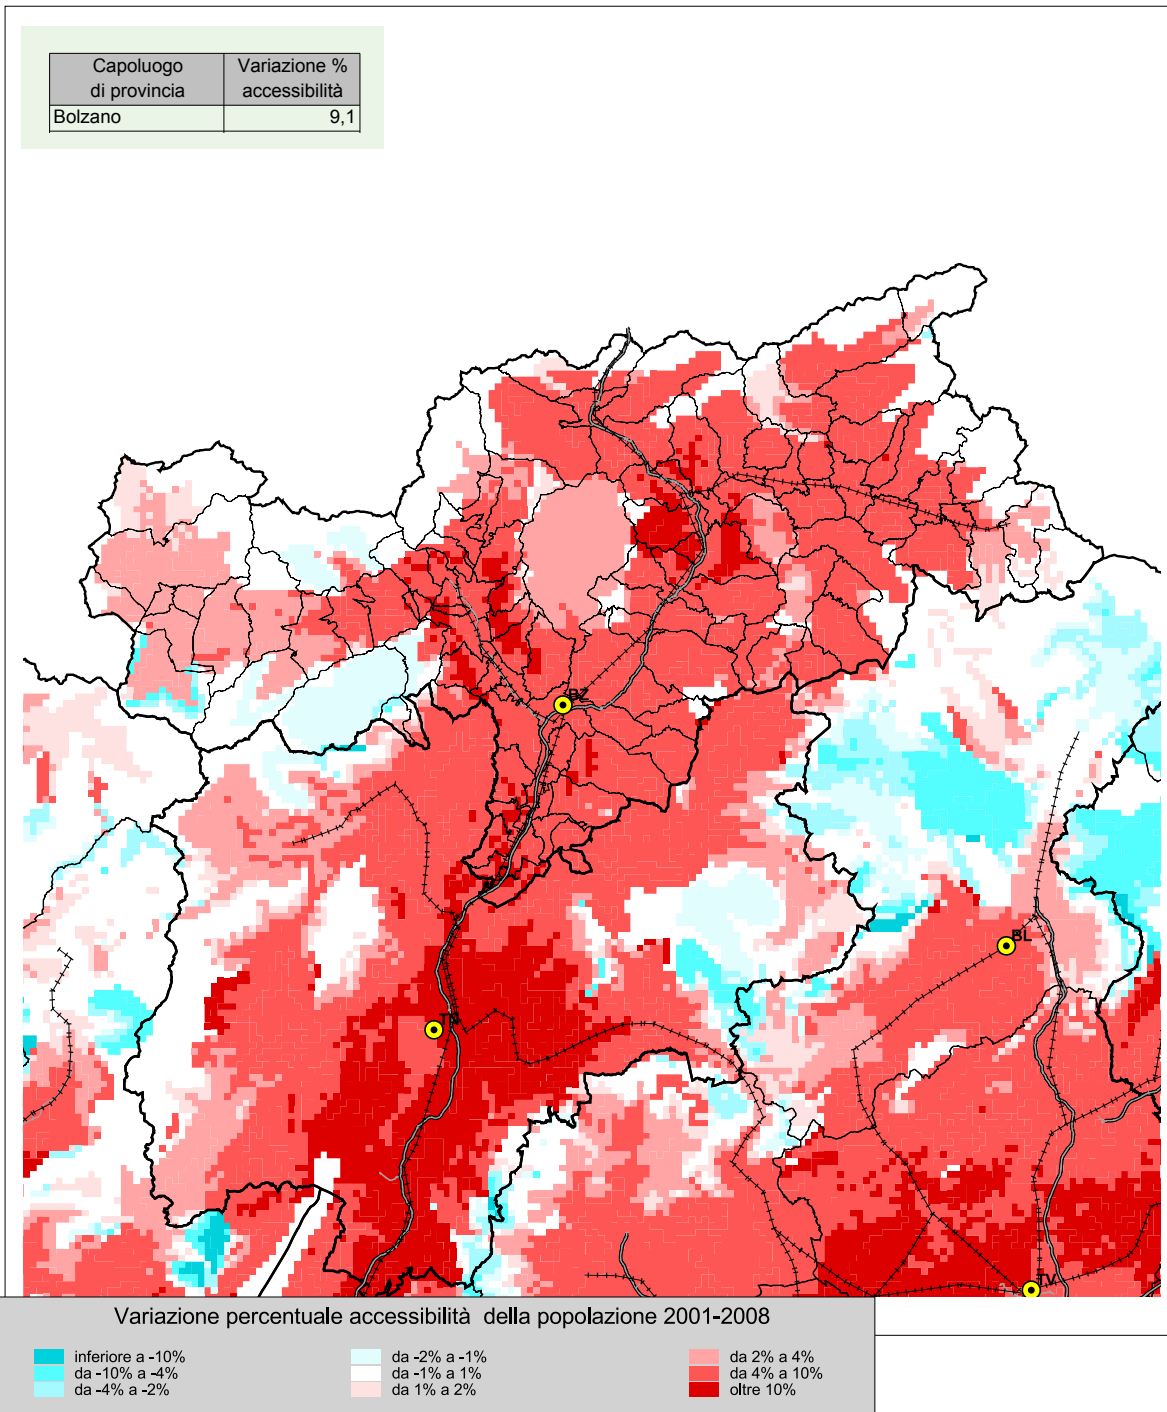 Capoluogo di provincia Variazione % accessibilità
Bolzano 9,1
BZ
BL
TN
TV
Variazione percentuale accessibilità della popolazione 2001-2008
inferiore a -10%
da -10% a -4%
da -4% a -2%
da -2% a -1%
da -1% a 1%
da 1% a 2%
da 2% a 4%
da 4% a 10%
oltre 10%